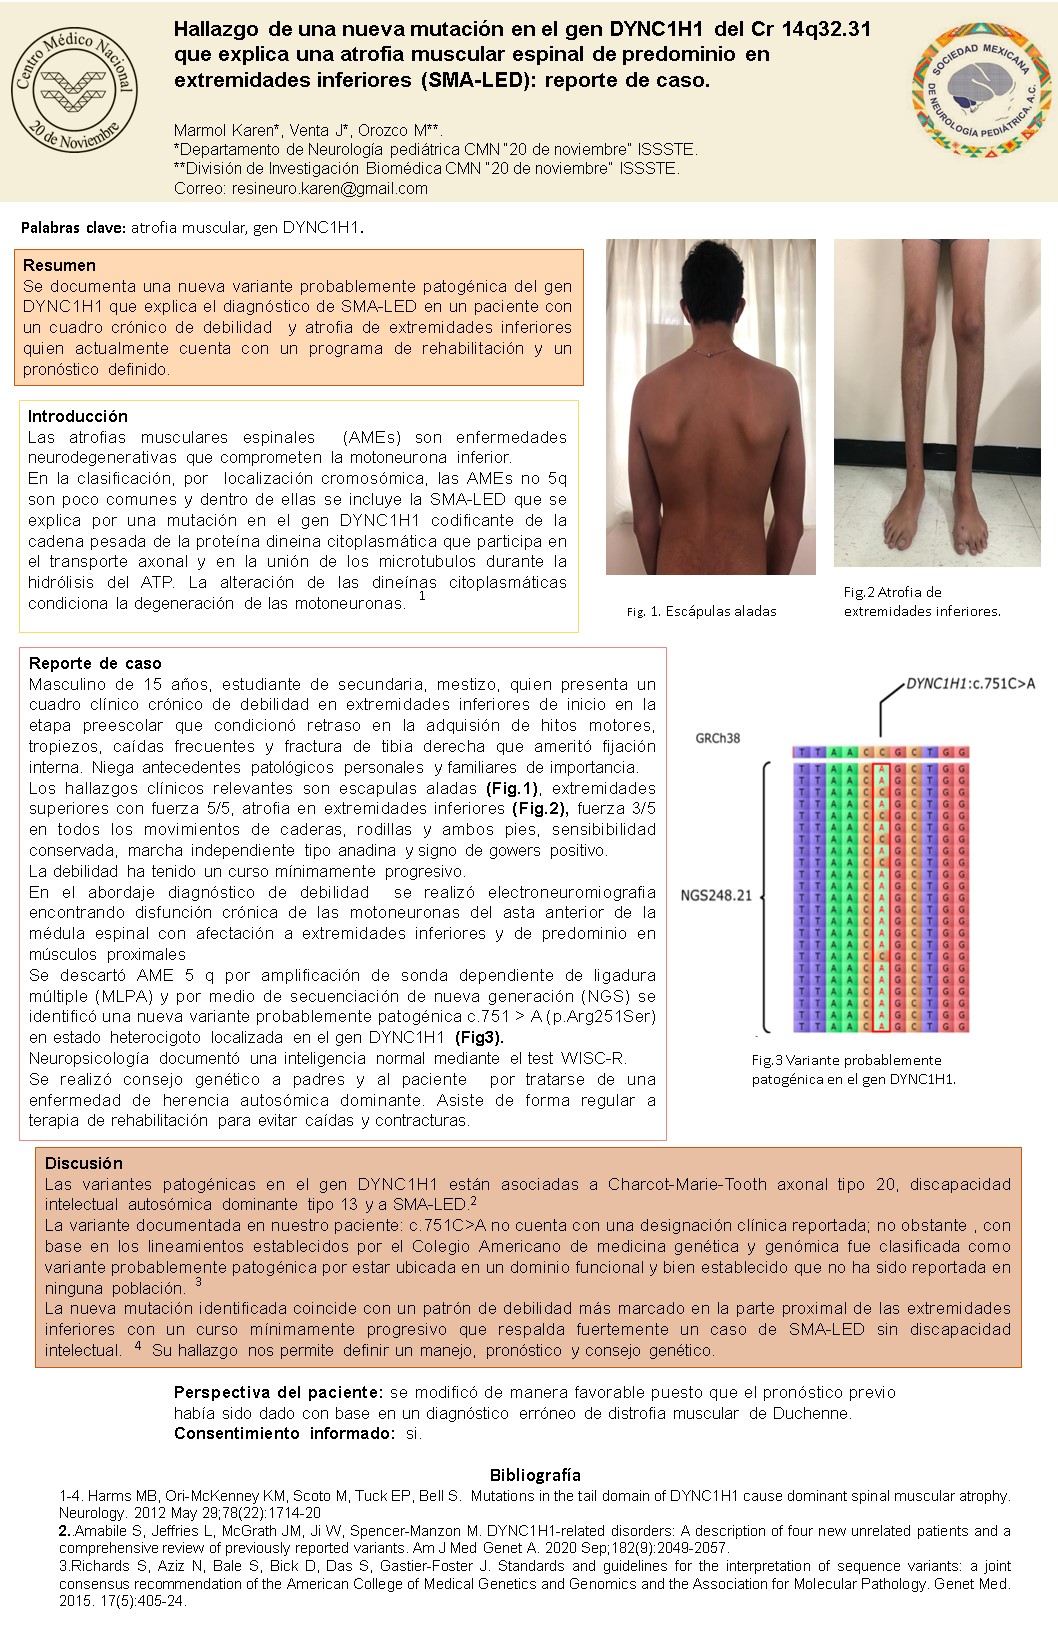 Centro Médico Nacional
20 de Noviembre
Hallazgo de una nueva mutación en el gen DYNC1H1 del Cr 14q32.31
que explica una atrofia muscular espinal de predominio en
extremidades inferiores (SMA-LED): reporte de caso.
Marmol Karen*, Venta J*, Orozco M**.
*Departamento de Neurología pediátrica CMN "20 de noviembre" ISSSTE.
**División de Investigación Biomédica CMN "20 de noviembre" ISSSTE.
Correo: resineuro.karen@gmail.com
SOCIEDAD MEXICANA
DE NEUROLOGÍA PEDIÁTRICA, A.C.
Palabras clave: atrofia muscular, gen DYNC1H1.
Resumen
Se documenta una nueva variante probablemente patogénica del gen
DYNC1H1 que explica el diagnóstico de SMA-LED en un paciente con
un cuadro crónico de debilidad y atrofia de extremidades inferiores
quien actualmente cuenta con un programa de rehabilitación y un
pronóstico definido.
Introducción
Las atrofias musculares espinales (AMEs) son enfermedades
neurodegenerativas que comprometen la motoneurona inferior.
En la clasificación, por localización cromosómica, las AMEs no 5q
son poco comunes y dentro de ellas se incluye la SMA-LED que se
explica por una mutación en el gen DYNC1H1 codificante de la
cadena pesada de la proteína dineina citoplasmática que participa en
el transporte axonal y en la unión de los microtubulos durante la
hidrólisis del ATP. La alteración de las dineínas citoplasmáticas
condiciona la degeneración de las motoneuronas. 1
Fig. 1. Escápulas aladas
Fig.2 Atrofia de
extremidades inferiores.
Reporte de caso
Masculino de 15 años, estudiante de secundaria, mestizo, quien presenta un
cuadro clínico crónico de debilidad en extremidades inferiores de inicio en la
etapa preescolar que condicionó retraso en la adquisición de hitos motores,
tropiezos, caídas frecuentes y fractura de tibia derecha que ameritó fijación
interna. Niega antecedentes patológicos personales y familiares de importancia.
Los hallazgos clínicos relevantes son escapulas aladas (Fig.1), extremidades
superiores con fuerza 5/5, atrofia en extremidades inferiores (Fig.2), fuerza 3/5
en todos los movimientos de caderas, rodillas y ambos pies, sensibibilidad
conservada, marcha independiente tipo anadina y signo de gowers positivo.
La debilidad ha tenido un curso mínimamente progresivo.
En el abordaje diagnóstico de debilidad se realizó electroneuromiografia
encontrando disfunción crónica de las motoneuronas del asta anterior de la
médula espinal con afectación a extremidades inferiores y de predominio en
músculos proximales
Se descartó AME 5 q por amplificación de sonda dependiente de ligadura
múltiple (MLPA) y por medio de secuenciación de nueva generación (NGS) se
identificó una nueva variante probablemente patogénica c.751 > A (p.Arg251Ser)
en estado heterocigoto localizada en el gen DYNC1H1 (Fig3).
Neuropsicología documentó una inteligencia normal mediante el test WISC-R.
Se realizó consejo genético a padres y al paciente por tratarse de una
enfermedad de herencia autosómica dominante. Asiste de forma regular a
terapia de rehabilitación para evitar caídas y contracturas.
DYNC1H1:c.751C>A
GRCh38
T T A A C C G C T G G
NGS248.21
Fig.3 Variante probablemente
patogénica en el gen DYNC1H1.
Discusión
Las variantes patogénicas en el gen DYNC1H1 están asociadas a Charcot-Marie-Tooth axonal tipo 20, discapacidad
intelectual autosómica dominante tipo 13 y a SMA-LED.2
La variante documentada en nuestro paciente: c.751C>A no cuenta con una designación clínica reportada; no obstante , con
base en los lineamientos establecidos por el Colegio Americano de medicina genética y genómica fue clasificada como
variante probablemente patogénica por estar ubicada en un dominio funcional y bien establecido que no ha sido reportada en
ninguna población. 3
La nueva mutación identificada coincide con un patrón de debilidad más marcado en la parte proximal de las extremidades
inferiores con un curso mínimamente progresivo que respalda fuertemente un caso de SMA-LED sin discapacidad
intelectual. 4 Su hallazgo nos permite definir un manejo, pronóstico y consejo genético.
Perspectiva del paciente: se modificó de manera favorable puesto que el pronóstico previo
había sido dado con base en un diagnóstico erróneo de distrofia muscular de Duchenne.
Consentimiento informado: si.
Bibliografía
1-4. Harms MB, Ori-McKenney KM, Scoto M, Tuck EP, Bell S. Mutations in the tail domain of DYNC1H1 cause dominant spinal muscular atrophy.
Neurology. 2012 May 29;78(22):1714-20
2. Amabile S, Jeffries L, McGrath JM, Ji W, Spencer-Manzon M. DYNC1H1-related disorders: A description of four new unrelated patients and a
comprehensive review of previously reported variants. Am J Med Genet A. 2020 Sep;182(9):2049-2057.
3.Richards S, Aziz N, Bale S, Bick D, Das S, Gastier-Foster J. Standards and guidelines for the interpretation of sequence variants: a joint
consensus recommendation of the American College of Medical Genetics and Genomics and the Association for Molecular Pathology. Genet Med.
2015. 17(5):405-24.